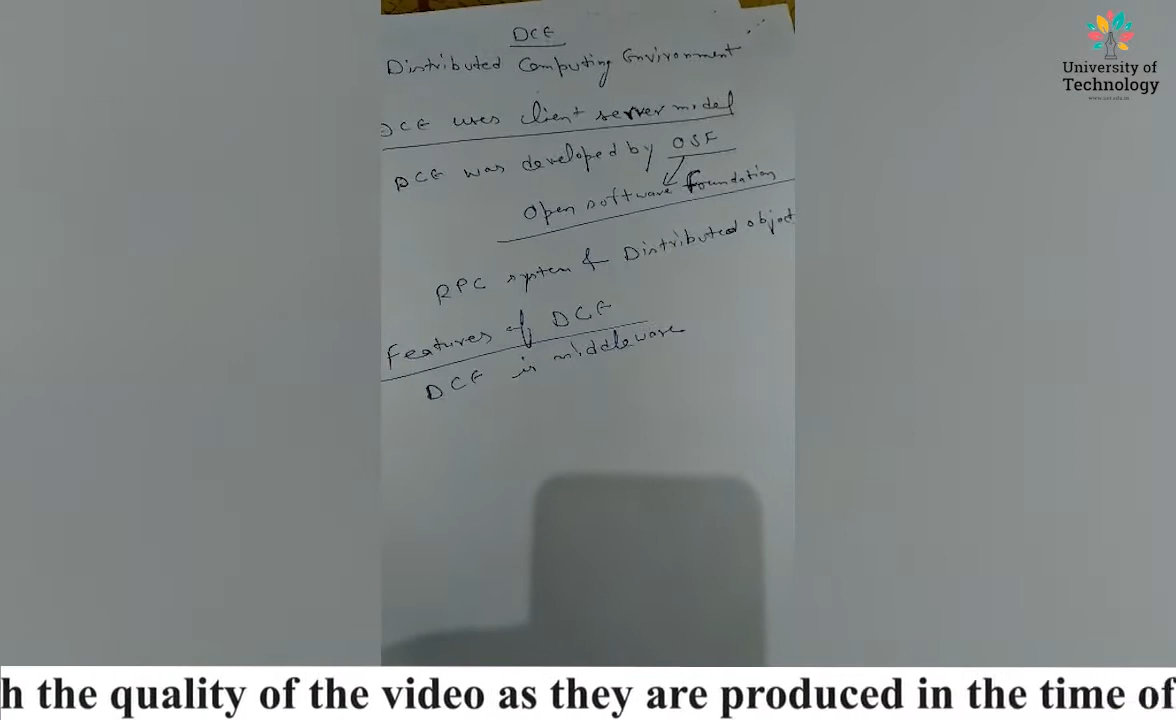 DCE
Distributed Computing Environment
DCE uses client server model
DCE was developed by OSF
Open software foundation
RPC system & Distributed object
Features of DCE
DCE is middleware
University of
Technology
h the quality of the video as they are produced in the time of